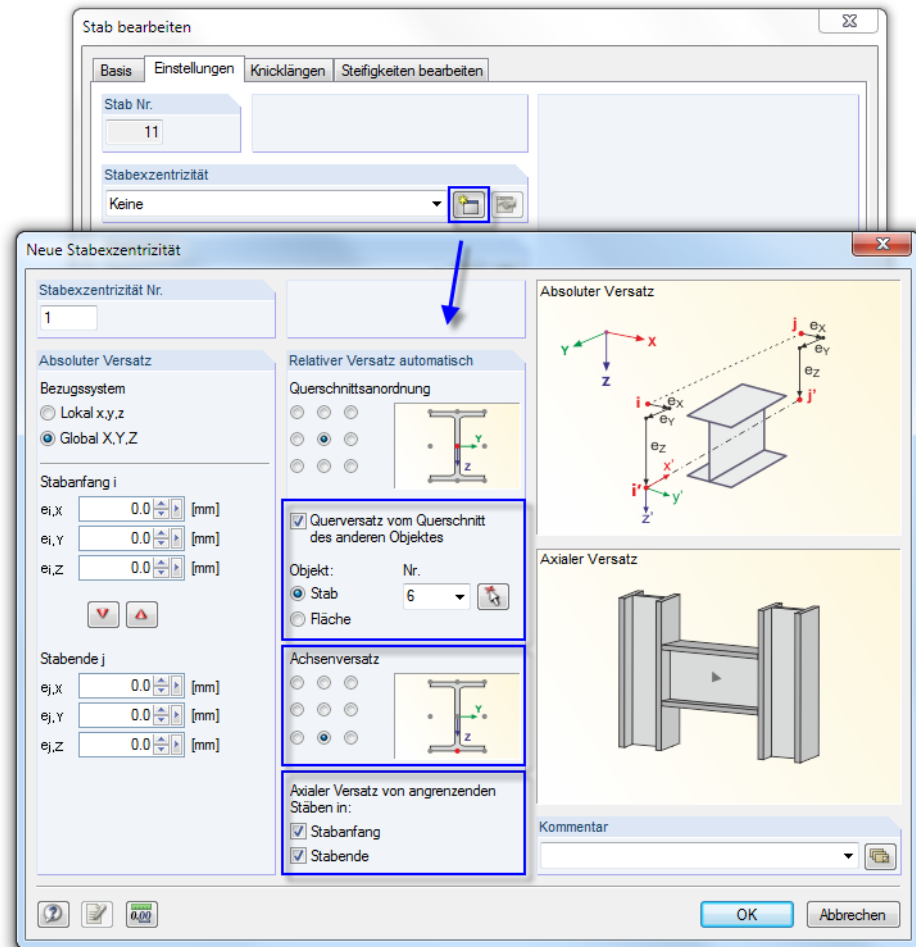 Stab bearbeiten
Basis
Einstellungen
Knicklängen
Steifigkeiten bearbeiten
Stab Nr.
11
Stabexzentrizität
Keine
Neue Stabexzentrizität
Stabexzentrizität Nr.
1
Absoluter Versatz
Bezugssystem
Lokal x,y,z
Global X,Y,Z
Stabanfang i
ei,X 0.0 [mm]
ei,Y 0.0 [mm]
ei,Z 0.0 [mm]
Stabende j
ej,X 0.0 [mm]
ej,Y 0.0 [mm]
ej,Z 0.0 [mm]
Relativer Versatz automatisch
Querschnittsanordnung
Y
Z
Querversatz vom Querschnitt
des anderen Objektes
Objekt: Nr.
Stab 6
Fläche
Achsenversatz
Y
Z
Axialer Versatz von angrenzenden
Stäben in:
Stabanfang
Stabende
Absoluter Versatz
Y
X
Z
j
eX
eY
eZ
j'
i
eX
eY
eZ
x'
i'
y'
z'
Axialer Versatz
Kommentar
0,00
OK
Abbrechen